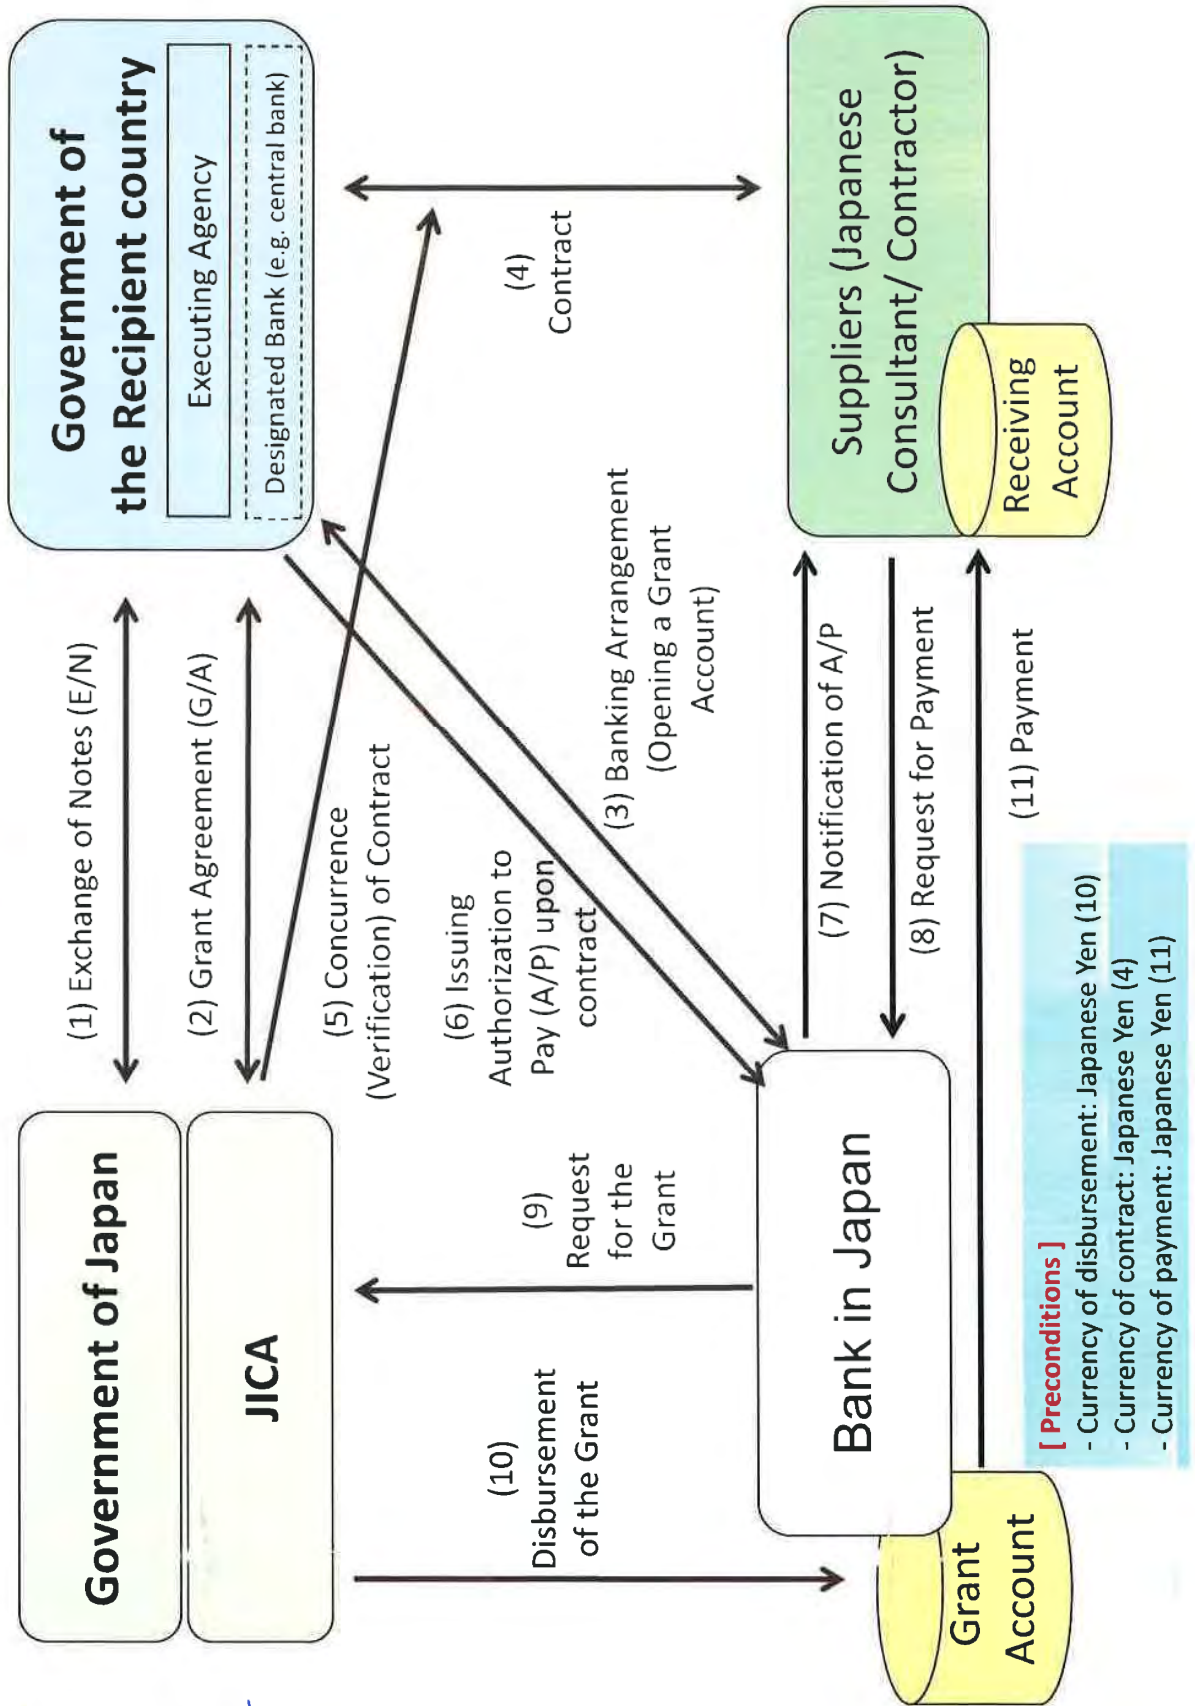 Government of Japan
JICA
(1) Exchange of Notes (E/N)
(2) Grant Agreement (G/A)
Government of
the Recipient country
Executing Agency
Designated Bank (e.g. central bank)
(5) Concurrence
(Verification) of Contract
(6) Issuing
Authorization to
Pay (A/P) upon
contract
(9)
Request
for the
Grant
(10)
Disbursement
of the Grant
(3) Banking Arrangement
(Opening a Grant
Account)
(4)
Contract
Bank in Japan
Grant
Account
(7) Notification of A/P
(8) Request for Payment
(11) Payment
Suppliers (Japanese
Consultant/ Contractor)
Receiving
Account
[ Preconditions ]
- Currency of disbursement: Japanese Yen (10)
- Currency of contract: Japanese Yen (4)
- Currency of payment: Japanese Yen (11)